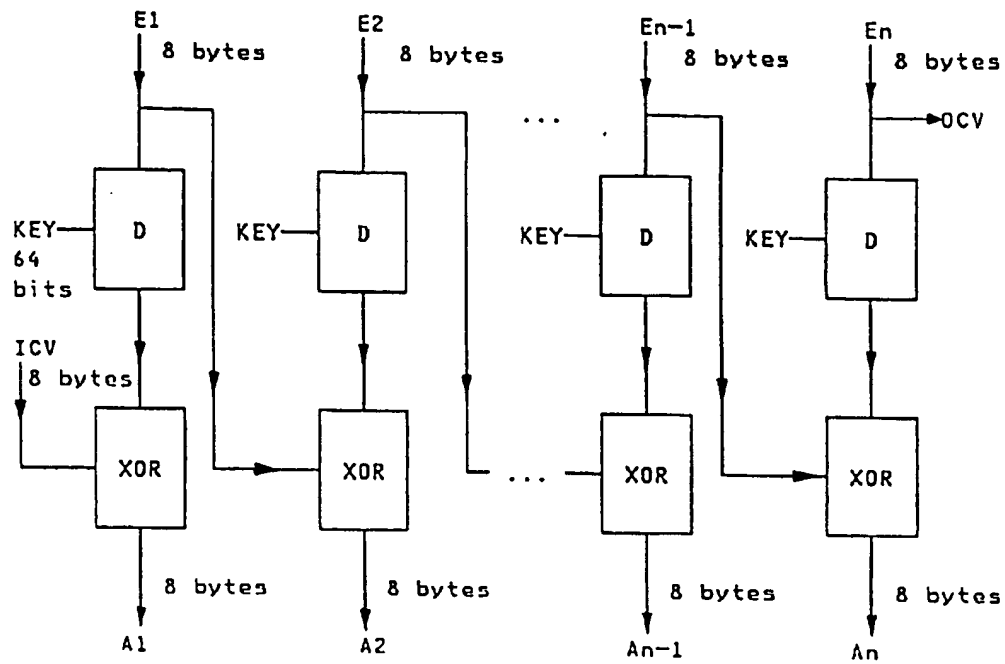 E1 E2 En-1 En
8 bytes 8 bytes 8 bytes 8 bytes
... OCV
KEY D KEY D KEY D KEY D
64
bits
ICV
8 bytes
XOR XOR ... XOR XOR
8 bytes 8 bytes 8 bytes 8 bytes
A1 A2 An-1 An